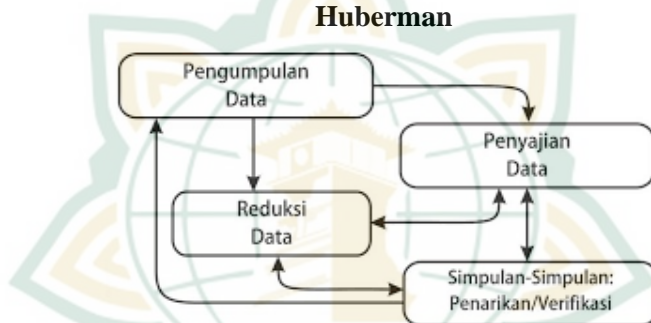 Huberman
Pengumpulan
Data
Penyajian
Data
Reduksi
Data
Simpulan-Simpulan:
Penarikan/Verifikasi